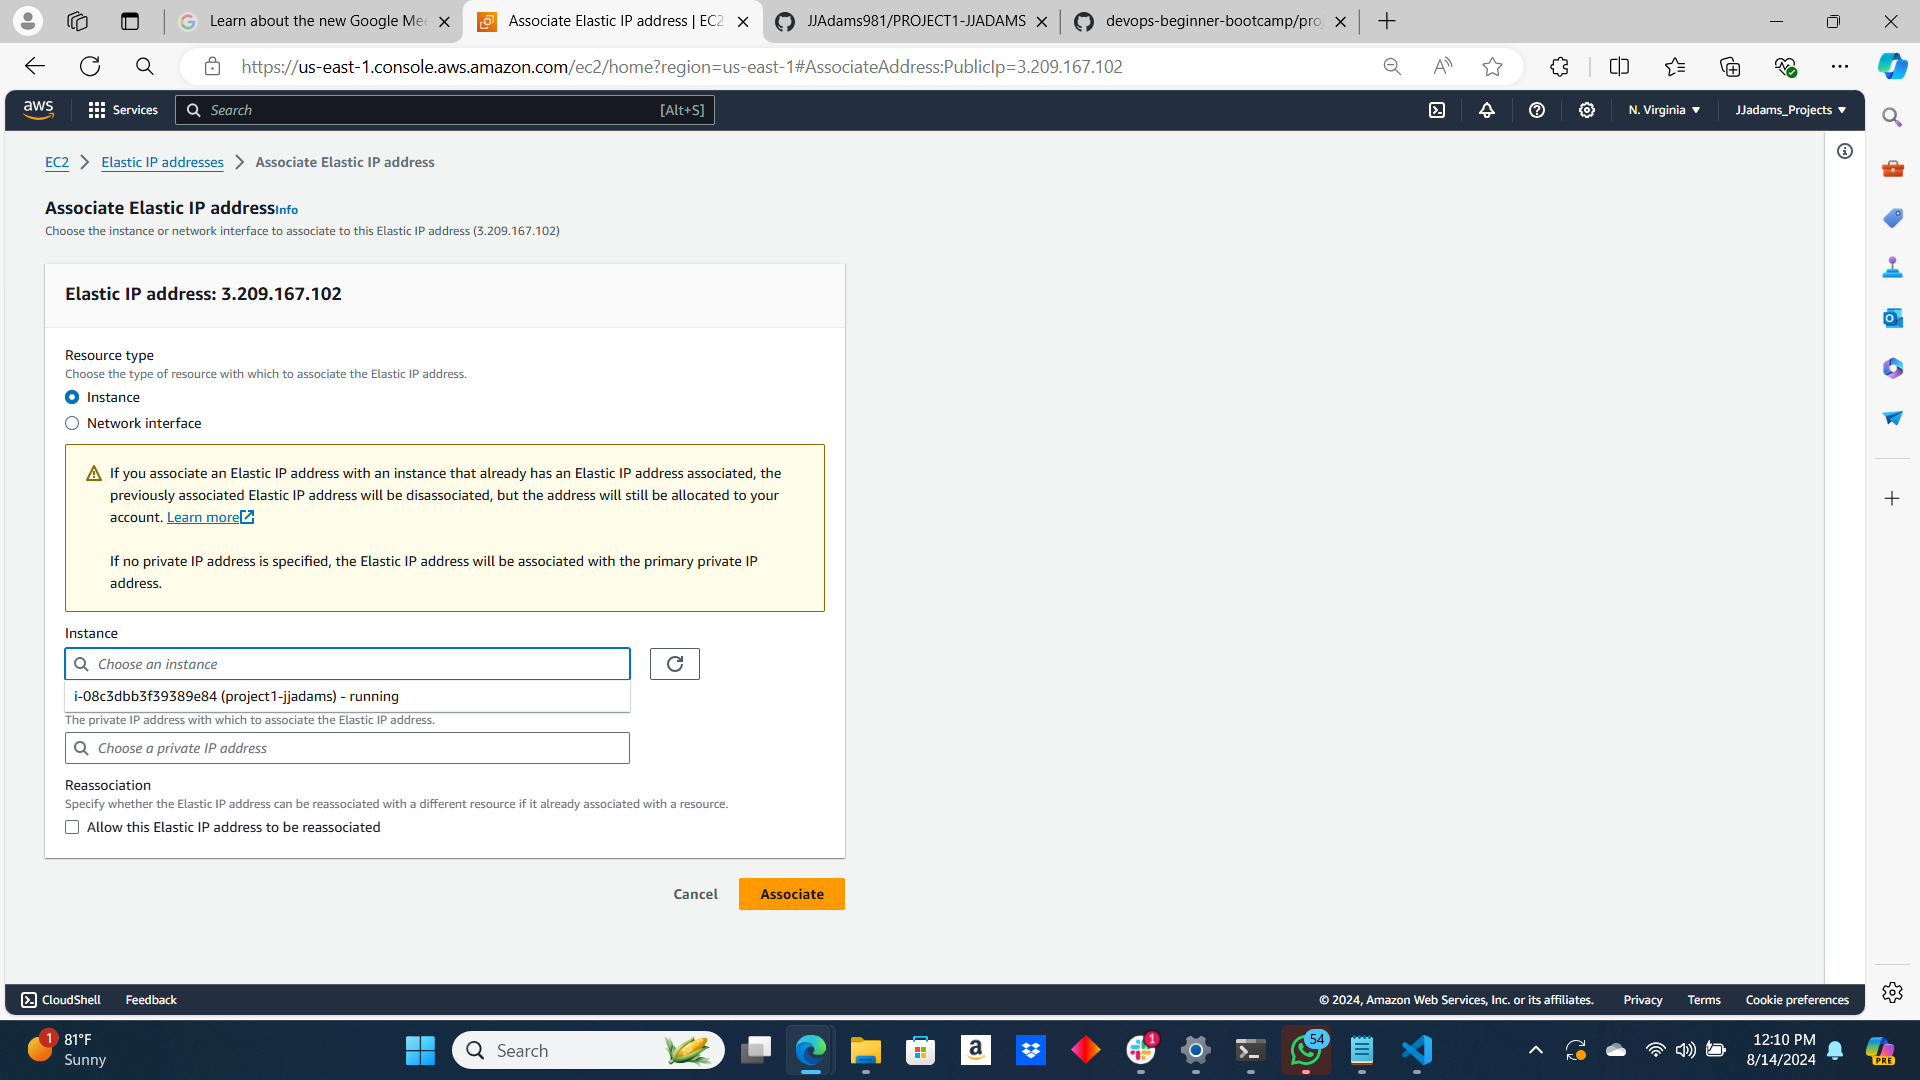 Learn about the new Google Mee
Associate Elastic IP address | EC2
JJAdams981/PROJECT1-JJADAMS
devops-beginner-bootcamp/proj
https://us-east-1.console.aws.amazon.com/ec2/home?region=us-east-1#AssociateAddress:PublicIp=3.209.167.102
aws
Services
Search
[Alt+S]
N. Virginia
JJadams_Projects
EC2
Elastic IP addresses
Associate Elastic IP address
Associate Elastic IP address Info
Choose the instance or network interface to associate to this Elastic IP address (3.209.167.102)
Elastic IP address: 3.209.167.102
Resource type
Choose the type of resource with which to associate the Elastic IP address.
Instance
Network interface
If you associate an Elastic IP address with an instance that already has an Elastic IP address associated, the
previously associated Elastic IP address will be disassociated, but the address will still be allocated to your
account. Learn more
If no private IP address is specified, the Elastic IP address will be associated with the primary private IP
address.
Instance
Choose an instance
i-08c3dbb3f39389e84 (project1-jjadams) - running
The private IP address with which to associate the Elastic IP address.
Choose a private IP address
Reassociation
Specify whether the Elastic IP address can be reassociated with a different resource if it already associated with a resource.
Allow this Elastic IP address to be reassociated
Cancel
Associate
CloudShell
Feedback
© 2024, Amazon Web Services, Inc. or its affiliates.
Privacy
Terms
Cookie preferences
1
81°F
Sunny
Search
1
54
12:10 PM
8/14/2024
PRE